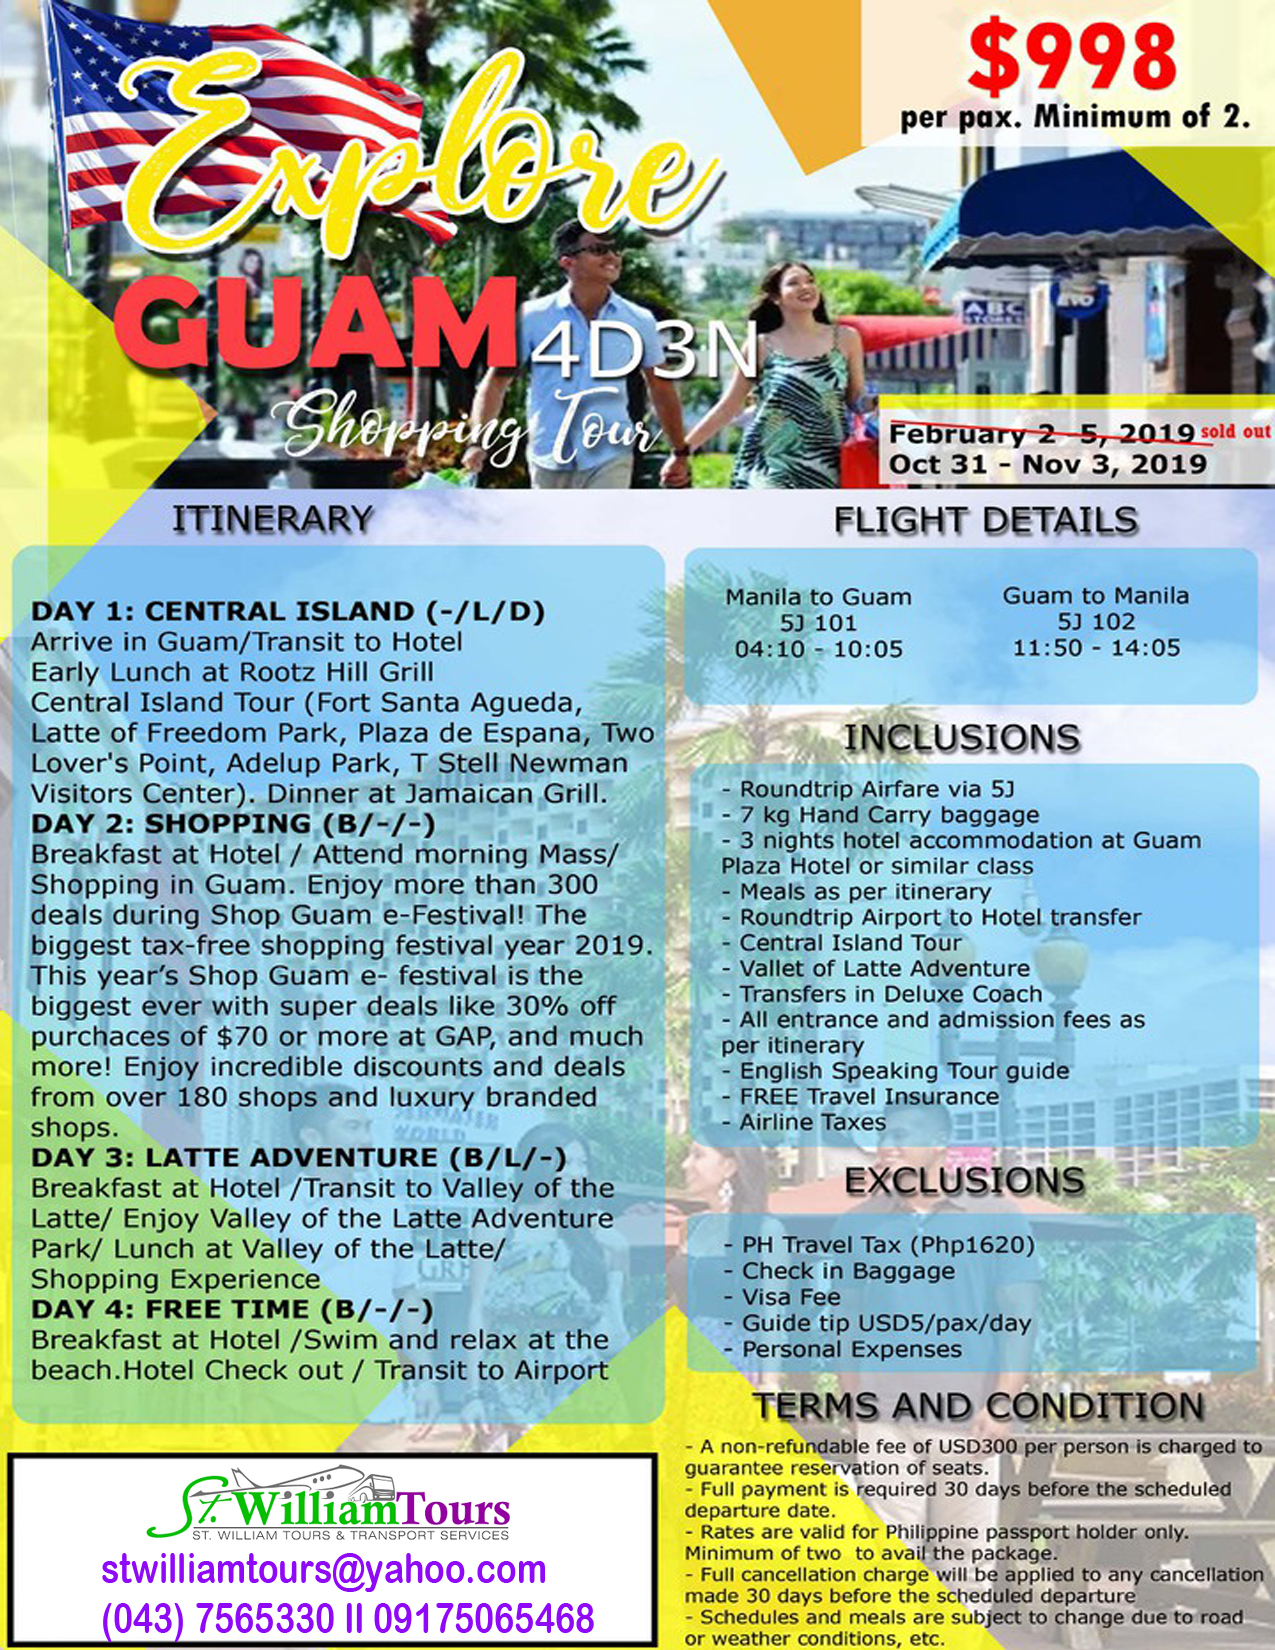 $998
per pax. Minimum of 2.
Explore
GUAM 4D3N
Shopping Tour
ABC
STORES
EVO
February 2 -5, 2019 sold out
Oct 31 - Nov 3, 2019
ITINERARY
DAY 1: CENTRAL ISLAND (-/L/D)
Arrive in Guam/Transit to Hotel
Early Lunch at Rootz Hill Grill
Central Island Tour (Fort Santa Agueda,
Latte of Freedom Park, Plaza de Espana, Two
Lover's Point, Adelup Park, T Stell Newman
Visitors Center). Dinner at Jamaican Grill.
DAY 2: SHOPPING (B/-/-)
Breakfast at Hotel / Attend morning Mass/
Shopping in Guam. Enjoy more than 300
deals during Shop Guam e-Festival! The
biggest tax-free shopping festival year 2019.
This year’s Shop Guam e- festival is the
biggest ever with super deals like 30% off
purchaces of $70 or more at GAP, and much
more! Enjoy incredible discounts and deals
from over 180 shops and luxury branded
shops.
DAY 3: LATTE ADVENTURE (B/L/-)
Breakfast at Hotel /Transit to Valley of the
Latte/ Enjoy Valley of the Latte Adventure
Park/ Lunch at Valley of the Latte/
Shopping Experience
DAY 4: FREE TIME (B/-/-)
Breakfast at Hotel /Swim and relax at the
beach.Hotel Check out / Transit to Airport
FLIGHT DETAILS
Manila to Guam
5J 101
04:10 - 10:05
Guam to Manila
5J 102
11:50 - 14:05
INCLUSIONS
- Roundtrip Airfare via 5J
- 7 kg Hand Carry baggage
- 3 nights hotel accommodation at Guam
Plaza Hotel or similar class
- Meals as per itinerary
- Roundtrip Airport to Hotel transfer
- Central Island Tour
- Vallet of Latte Adventure
- Transfers in Deluxe Coach
- All entrance and admission fees as
per itinerary
- English Speaking Tour guide
- FREE Travel Insurance
- Airline Taxes
EXCLUSIONS
- PH Travel Tax (Php1620)
- Check in Baggage
- Visa Fee
- Guide tip USD5/pax/day
- Personal Expenses
TERMS AND CONDITION
- A non-refundable fee of USD300 per person is charged to
guarantee reservation of seats.
- Full payment is required 30 days before the scheduled
departure date.
- Rates are valid for Philippine passport holder only.
Minimum of two to avail the package.
- Full cancellation charge will be applied to any cancellation
made 30 days before the scheduled departure
- Schedules and meals are subject to change due to road
or weather conditions, etc.
St. William Tours
ST. WILLIAM TOURS & TRANSPORT SERVICES
stwilliamtours@yahoo.com
(043) 7565330 II 09175065468